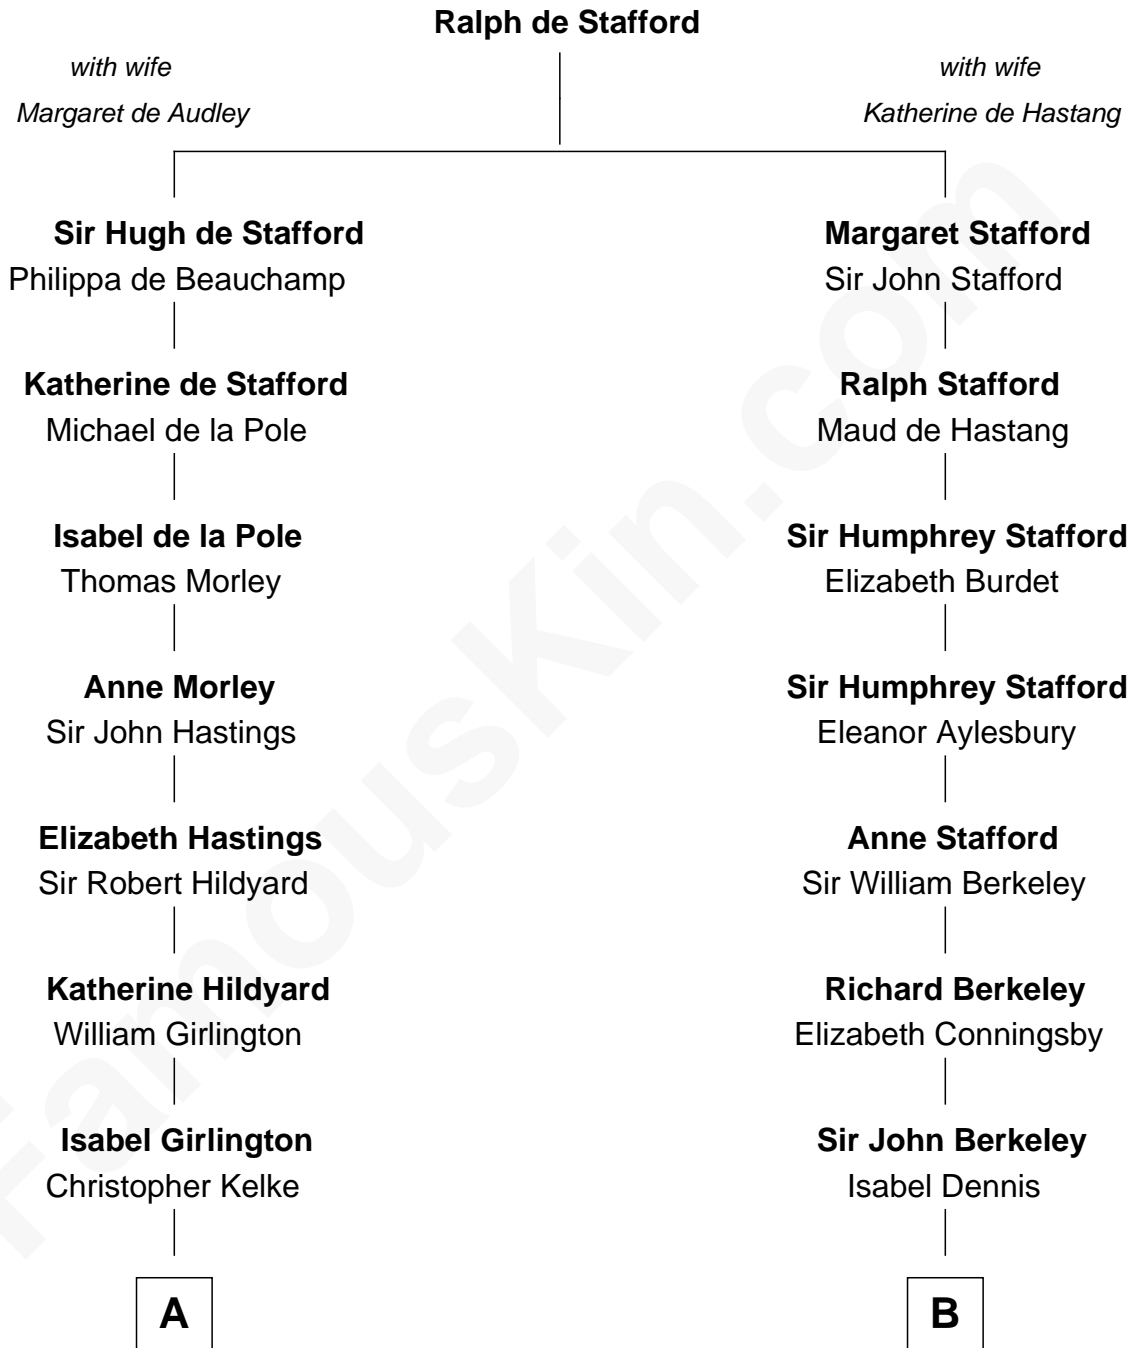 Ralph de Stafford
with wife
Margaret de Audley
with wife
Katherine de Hastang
Sir Hugh de Stafford
Philippa de Beauchamp
Margaret Stafford
Sir John Stafford
Katherine de Stafford
Michael de la Pole
Ralph Stafford
Maud de Hastang
Isabel de la Pole
Thomas Morley
Sir Humphrey Stafford
Elizabeth Burdet
Anne Morley
Sir John Hastings
Sir Humphrey Stafford
Eleanor Aylesbury
Elizabeth Hastings
Sir Robert Hildyard
Anne Stafford
Sir William Berkeley
Katherine Hildyard
William Girlington
Richard Berkeley
Elizabeth Conningsby
Isabel Girlington
Christopher Kelke
Sir John Berkeley
Isabel Dennis
A
B
FamousKin.com